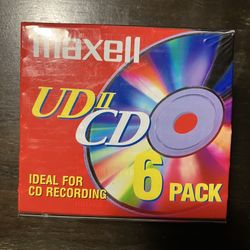 maxell
UDII
CD
IDEAL FOR
CD RECORDING
6 PACK